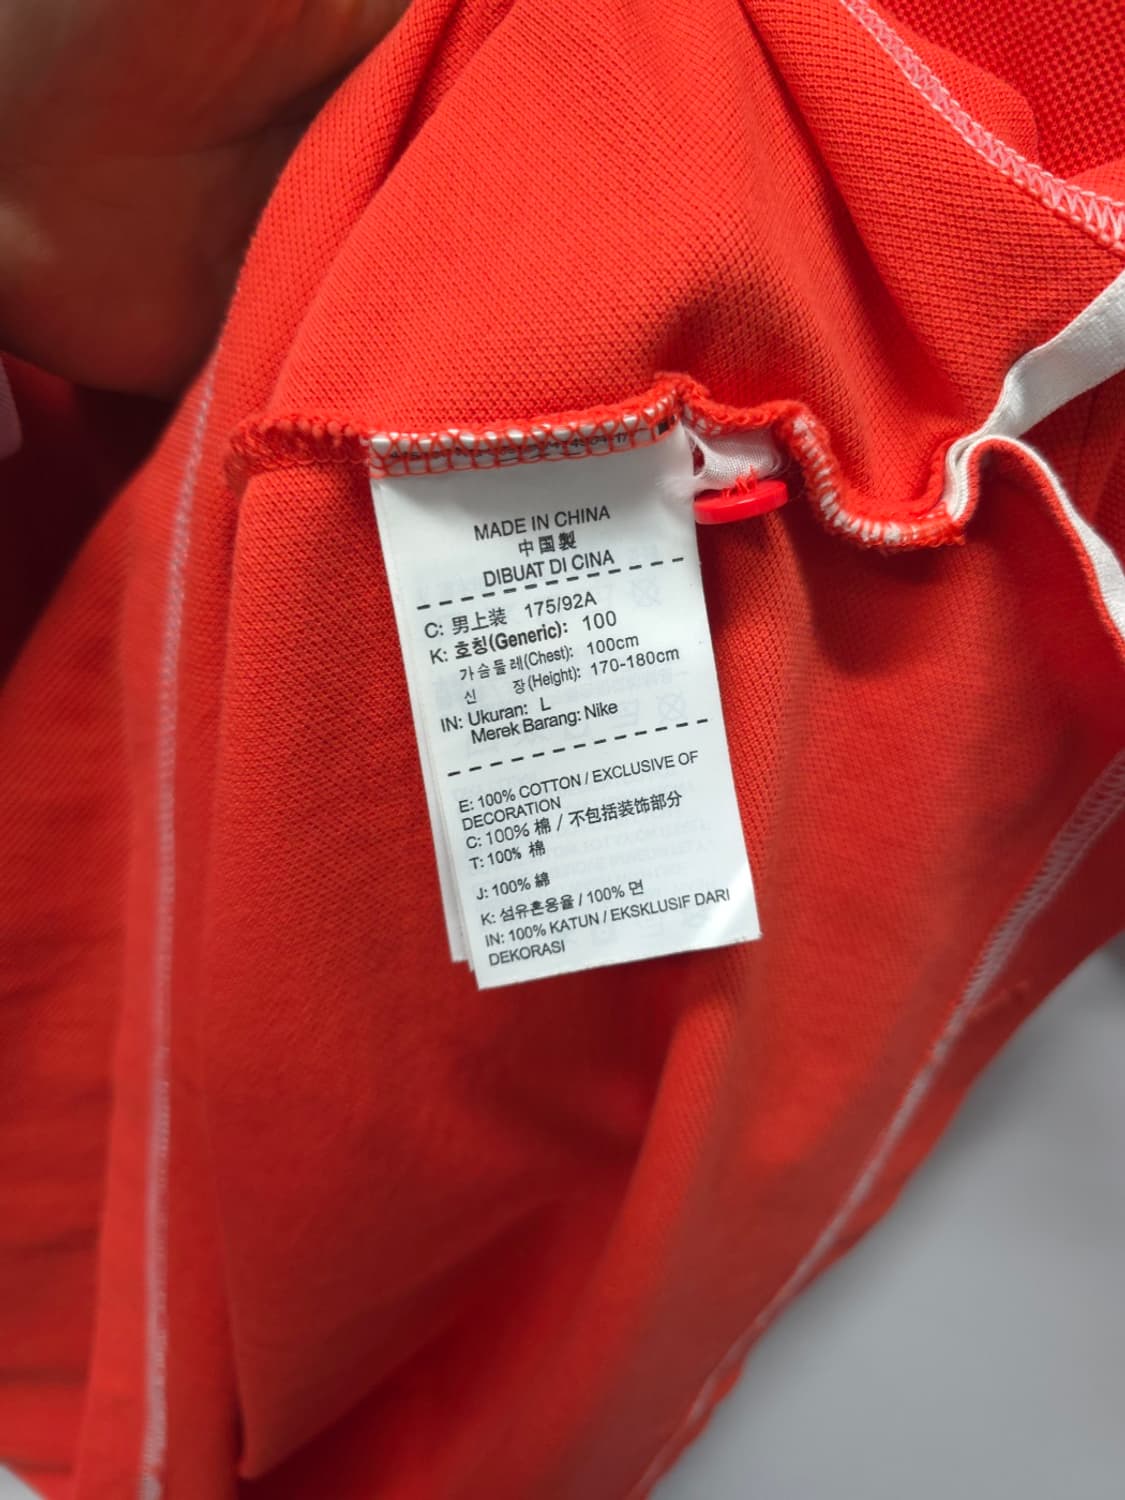 MADE IN CHINA
中国製
DIBUAT DI CINA
C: 男上装 175/92A
K: 호칭(Generic): 100
가슴둘레(Chest): 100cm
신 장(Height): 170-180cm
IN: Ukuran: L
Merek Barang: Nike
E: 100% COTTON / EXCLUSIVE OF
DECORATION
C: 100% 棉 / 不包括装饰部分
T: 100% 棉
J: 100% 綿
K: 섬유혼용율 / 100% 면
IN: 100% KATUN / EKSKLUSIF DARI
DEKORASI